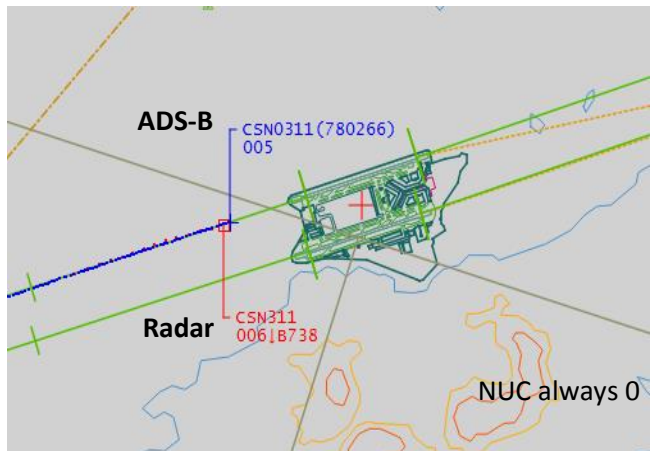 ADS-B
CSN0311(780266)
005
Radar
CSN311
006↓B738
NUC always 0